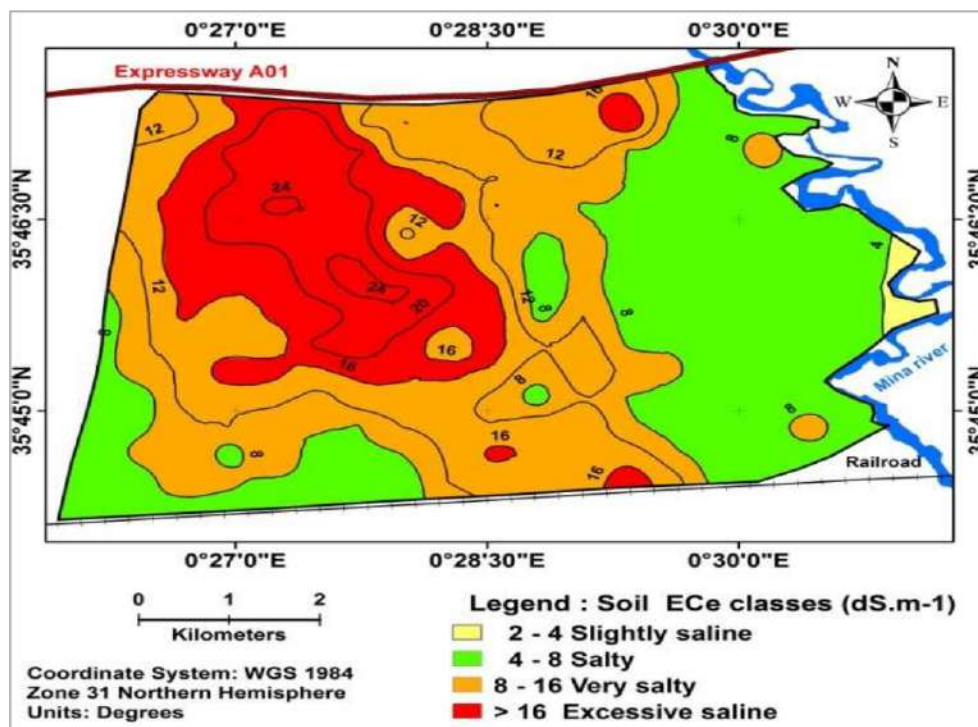 0°27'0"E 0°28'30"E 0°30'0"E
Expressway A01
N
W E
S
16
12
12
8
24
35°46'30"N
35°46'30"N
12
4
24
12
12
8
20
8
8
16
16
Mina river
8
35°45'0"N
35°45'0"N
8
16
8
16
Railroad
0°27'0"E 0°28'30"E 0°30'0"E
0 1 2
Kilometers
Coordinate System: WGS 1984
Zone 31 Northern Hemisphere
Units: Degrees
Legend : Soil ECe classes (dS.m-1)
2 - 4 Slightly saline
4 - 8 Salty
8 - 16 Very salty
> 16 Excessive saline